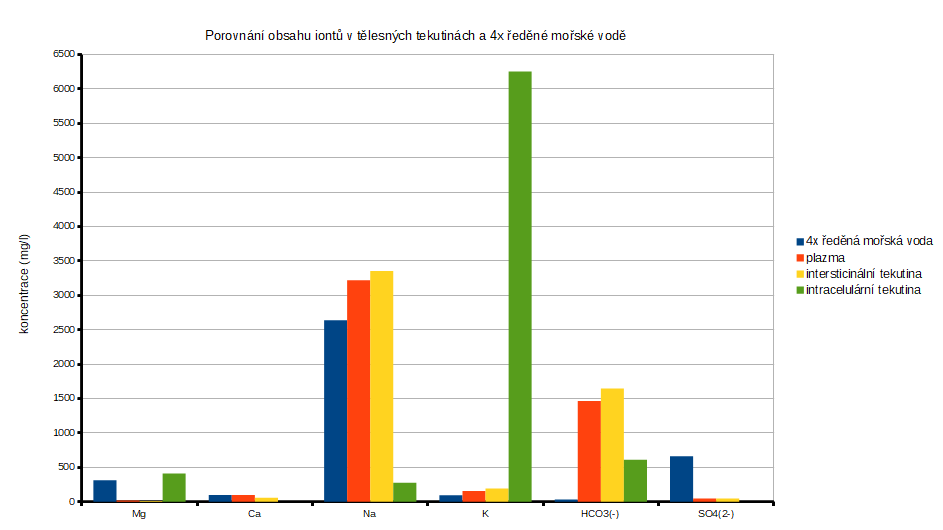 Porovnání obsahu iontů v tělesných tekutinách a 4x ředěné mořské vodě
6500
6000
5500
5000
4500
4000
3500
3000
2500
2000
1500
1000
500
0
koncentrace (mg/l)
Mg
Ca
Na
K
HCO3(-)
SO4(2-)
4x ředěná mořská voda
plazma
intersticinální tekutina
intracelulární tekutina